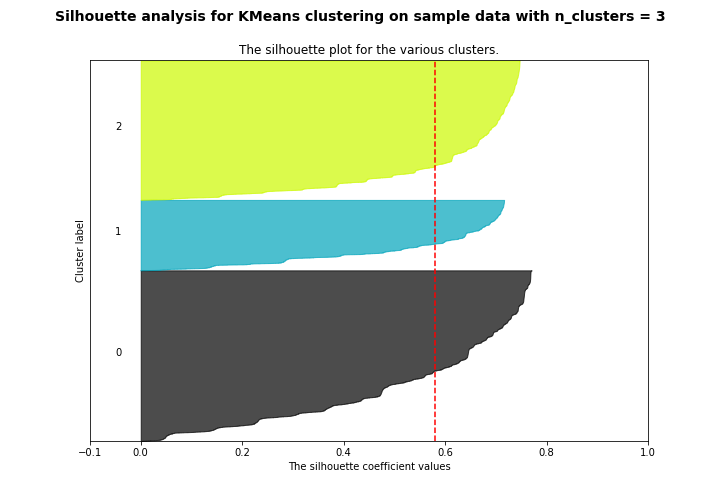 Silhouette analysis for KMeans clustering on sample data with n_clusters = 3
The silhouette plot for the various clusters.
2
1
0
Cluster label
−0.1 0.0 0.2 0.4 0.6 0.8 1.0
The silhouette coefficient values